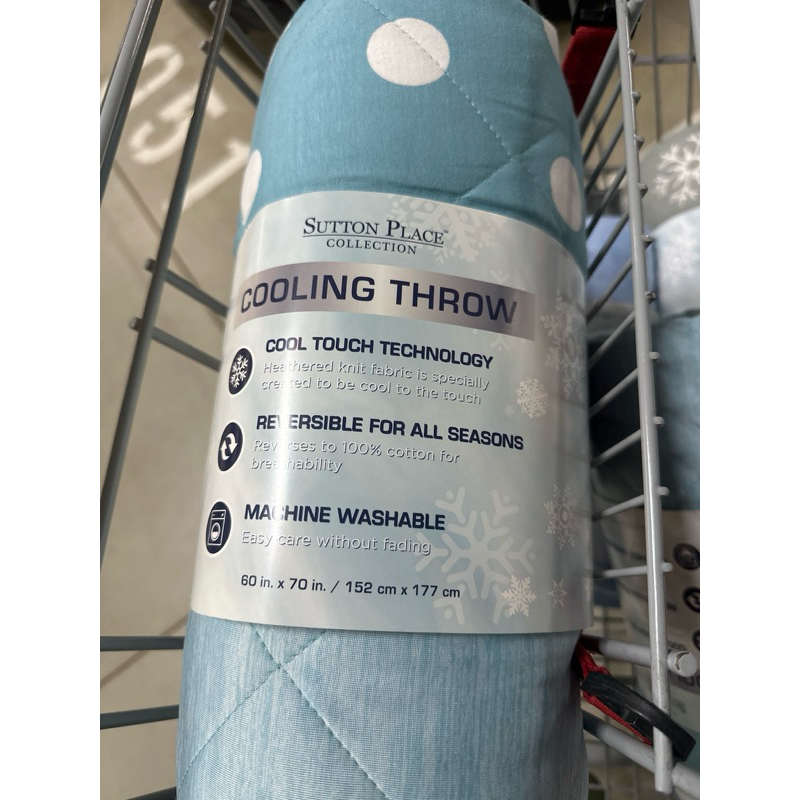 051
SUTTON PLACE™
COLLECTION
COOLING THROW
COOL TOUCH TECHNOLOGY
Heathered knit fabric is specially
created to be cool to the touch
REVERSIBLE FOR ALL SEASONS
Reverses to 100% cotton for
breathability
MACHINE WASHABLE
Easy care without fading
60 in. x 70 in. / 152 cm x 177 cm